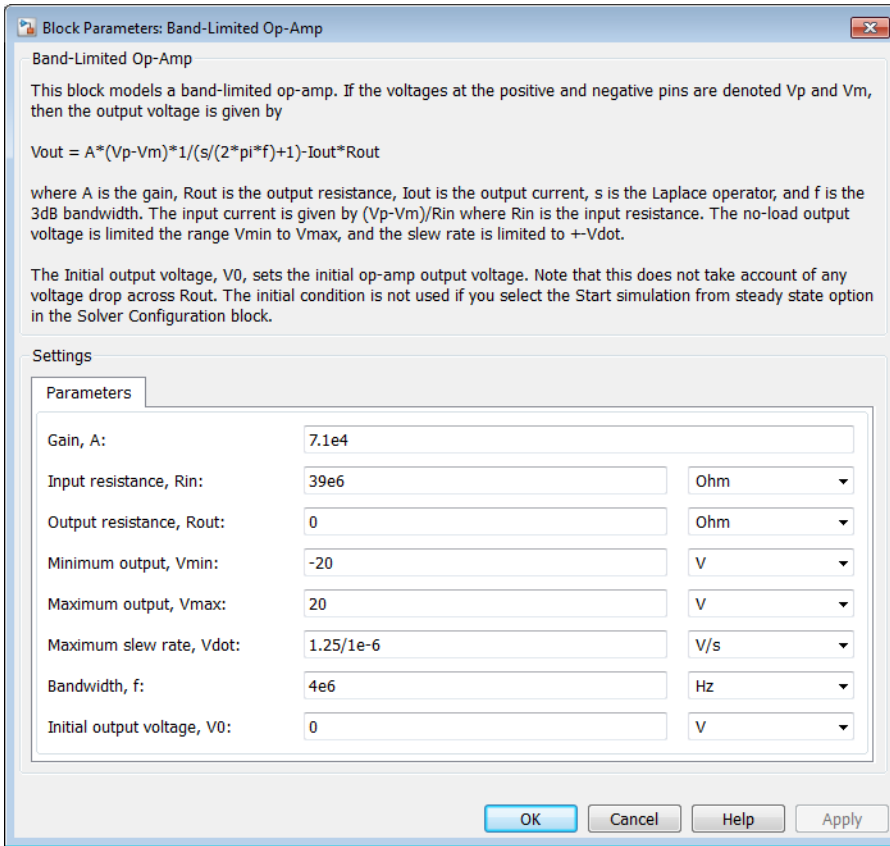 Block Parameters: Band-Limited Op-Amp
Band-Limited Op-Amp
This block models a band-limited op-amp. If the voltages at the positive and negative pins are denoted Vp and Vm,
then the output voltage is given by
Vout = A*(Vp-Vm)*1/(s/(2*pi*f)+1)-Iout*Rout
where A is the gain, Rout is the output resistance, Iout is the output current, s is the Laplace operator, and f is the
3dB bandwidth. The input current is given by (Vp-Vm)/Rin where Rin is the input resistance. The no-load output
voltage is limited the range Vmin to Vmax, and the slew rate is limited to +-Vdot.
The Initial output voltage, V0, sets the initial op-amp output voltage. Note that this does not take account of any
voltage drop across Rout. The initial condition is not used if you select the Start simulation from steady state option
in the Solver Configuration block.
Settings
Parameters
Gain, A: 7.1e4
Input resistance, Rin: 39e6 Ohm
Output resistance, Rout: 0 Ohm
Minimum output, Vmin: -20 V
Maximum output, Vmax: 20 V
Maximum slew rate, Vdot: 1.25/1e-6 V/s
Bandwidth, f: 4e6 Hz
Initial output voltage, V0: 0 V
OK Cancel Help Apply